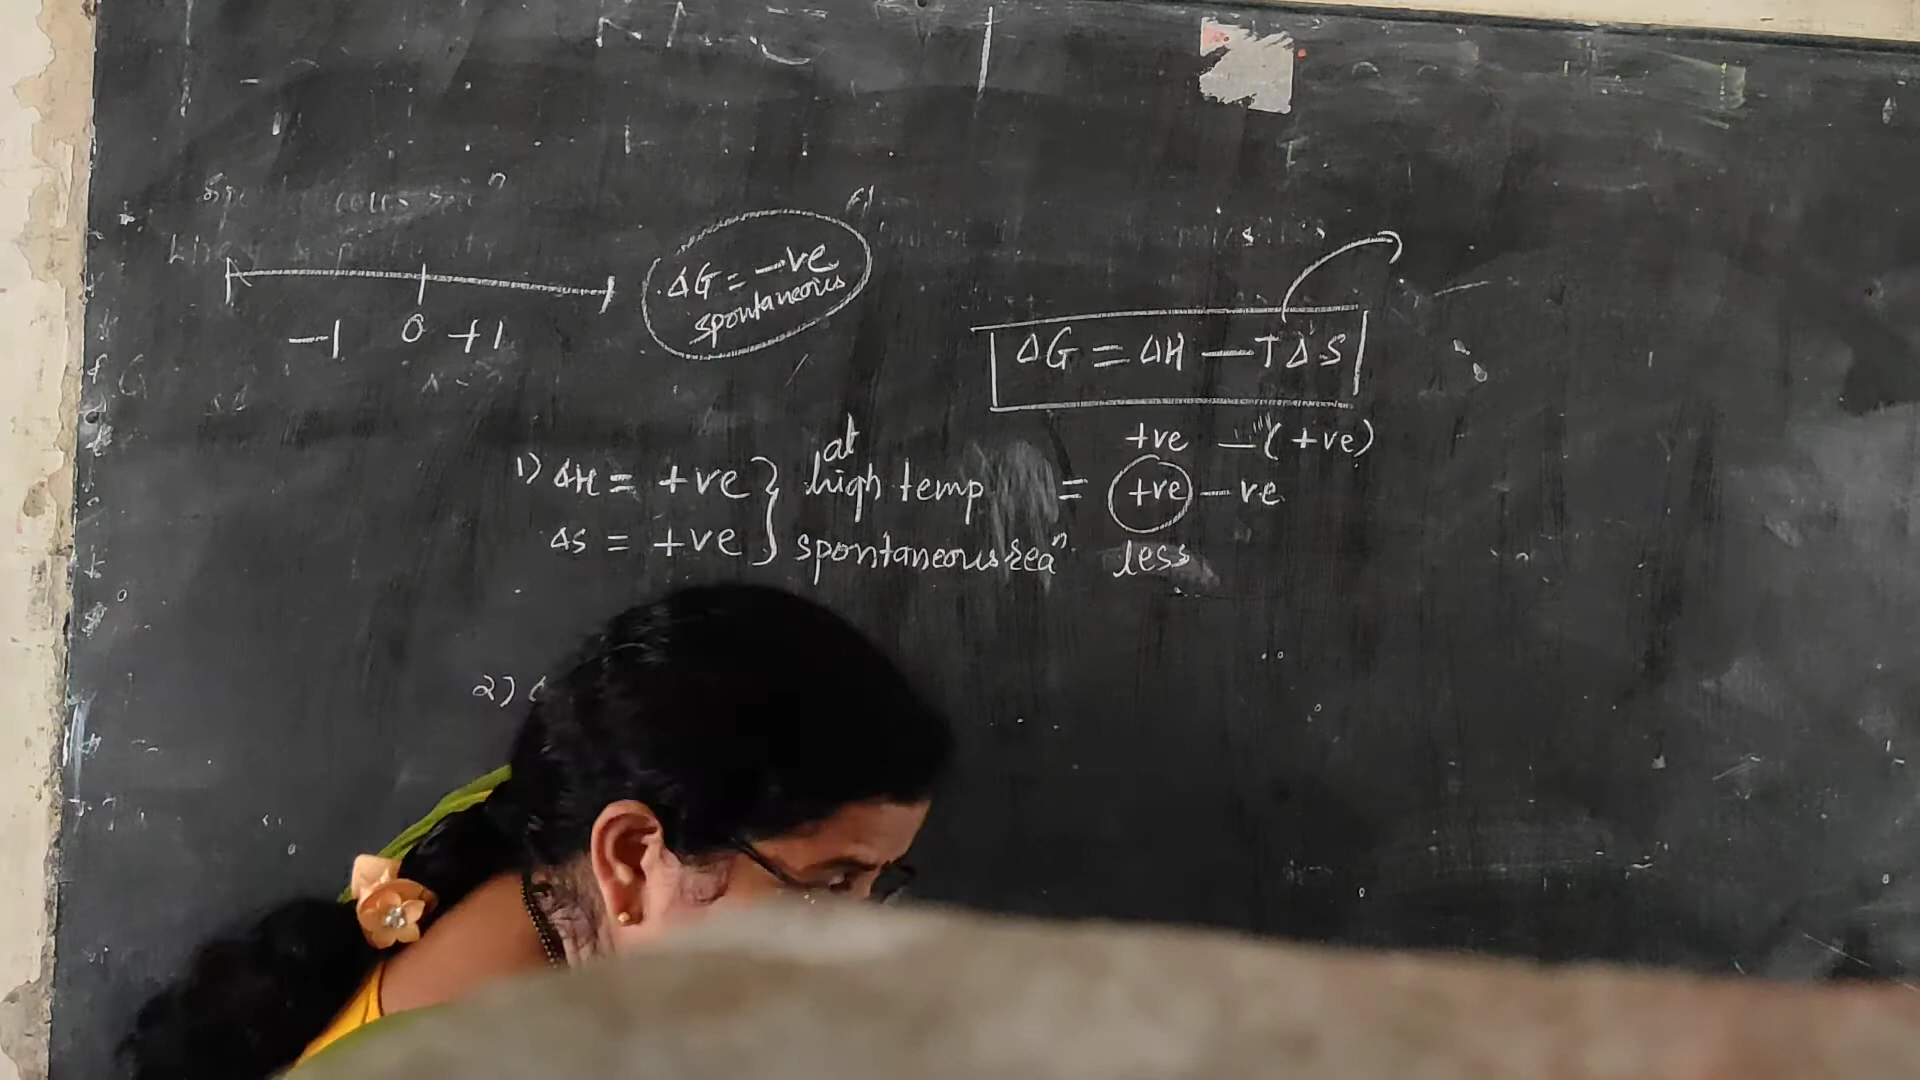 -1 0 +1
ΔG = -ve
spontaneous
ΔG = ΔH - TΔS
+ve - (+ve)
1) ΔH = +ve } at high temp = +ve - ve
ΔS = +ve } spontaneous reaⁿ less
2)